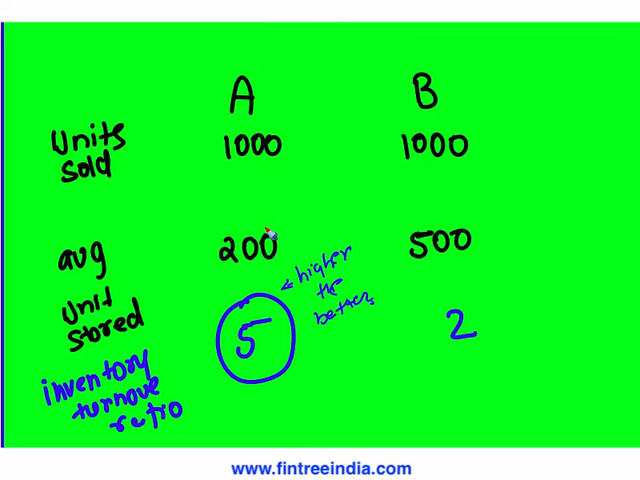 A B
Units 1000 1000
sold
avg 200 500
Unit
stored
higher
the
better
5 2
inventory
turnove
ratio
www.fintreeindia.com